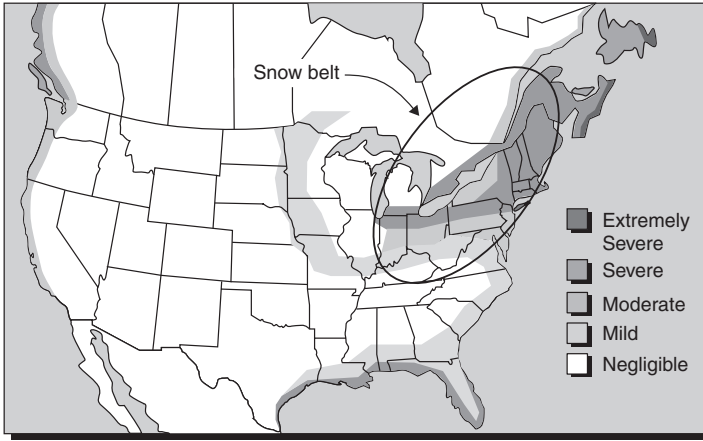 Snow belt
Extremely
Severe
Severe
Moderate
Mild
Negligible